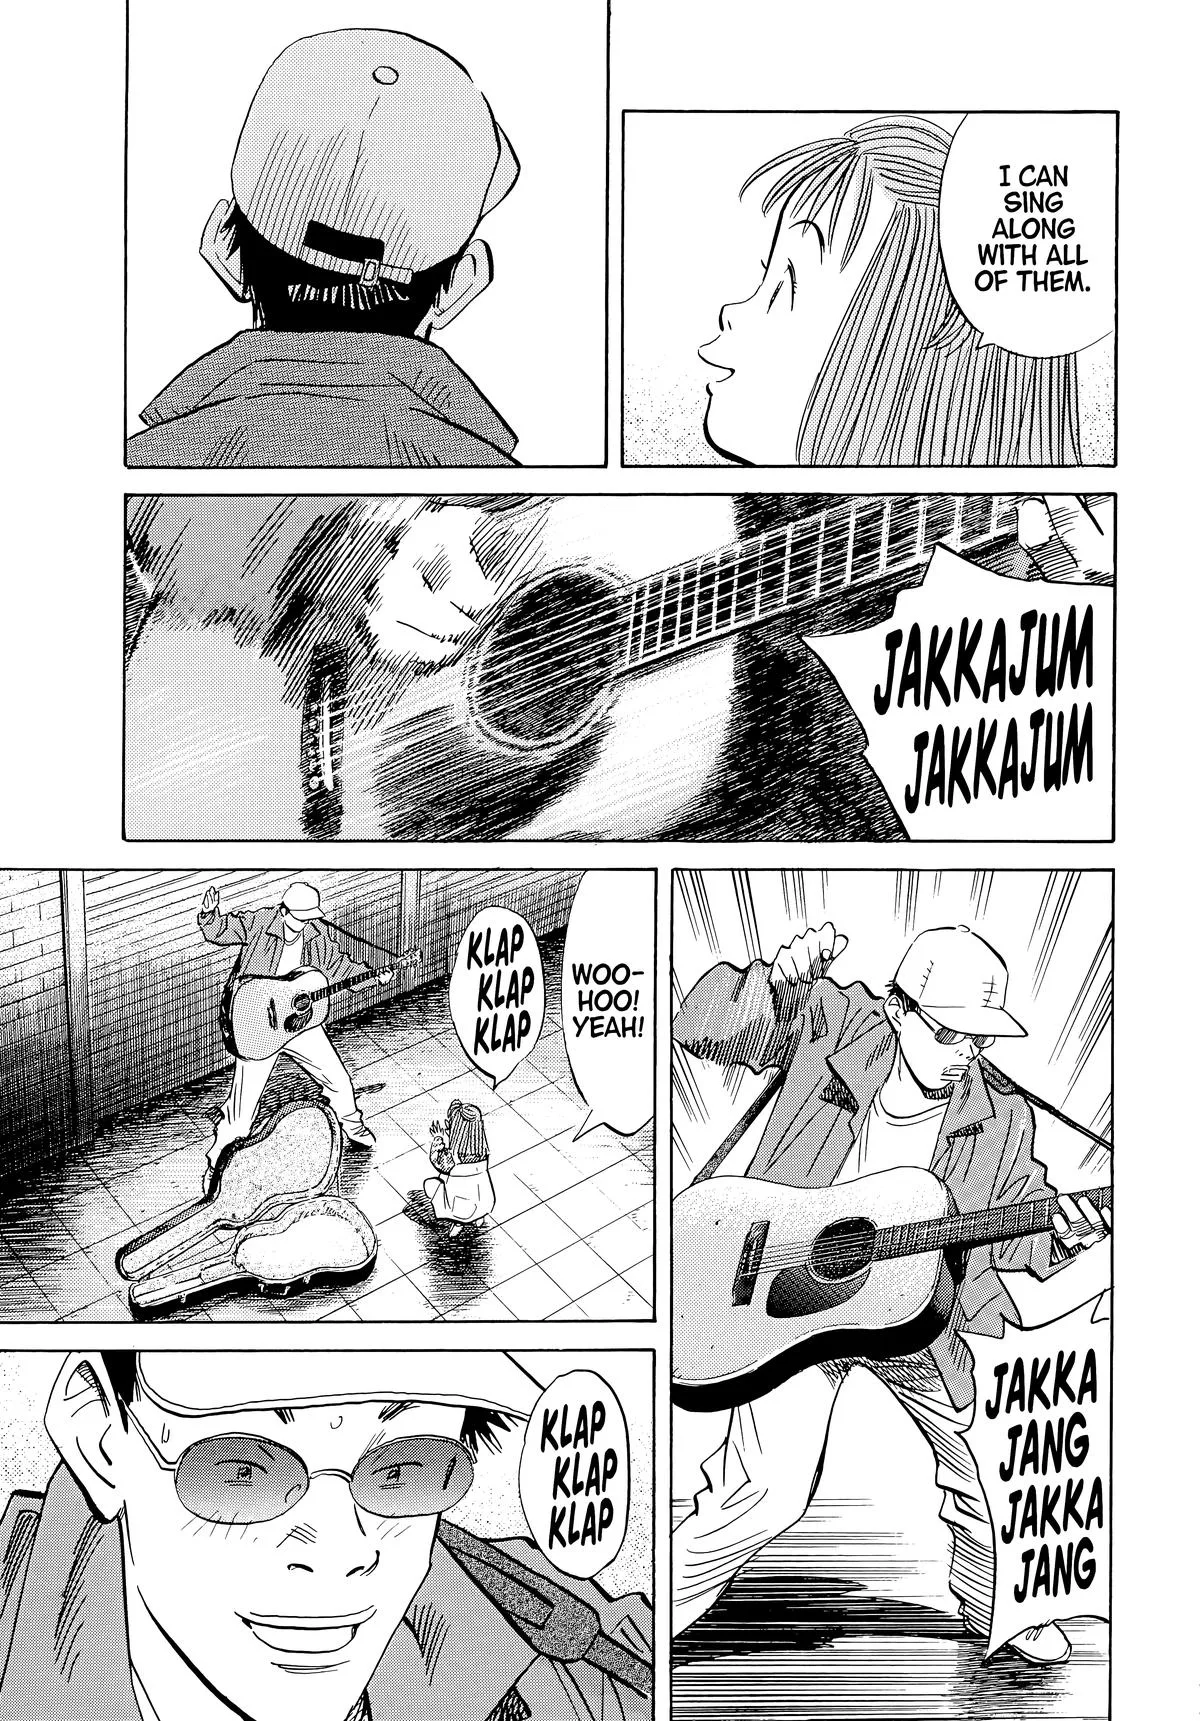 I CAN
SING
ALONG
WITH ALL
OF THEM.
JAKKAJUM
JAKKAJUM
JAKKA
JANG
JAKKA
JANG
WOO-
HOO!
YEAH!
KLAP
KLAP
KLAP
KLAP
KLAP
KLAP